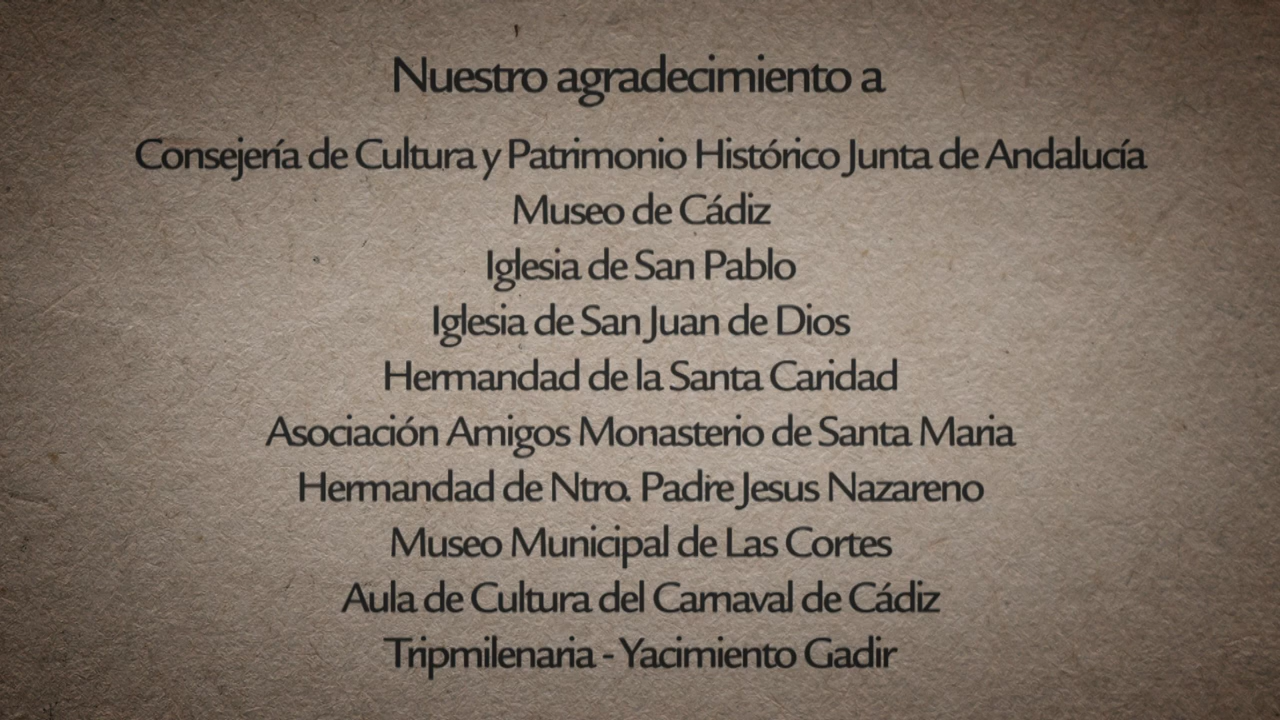 Nuestro agradecimiento a
Consejería de Cultura y Patrimonio Histórico Junta de Andalucía
Museo de Cádiz
Iglesia de San Pablo
Iglesia de San Juan de Dios
Hermandad de la Santa Caridad
Asociación Amigos Monasterio de Santa Maria
Hermandad de Ntro. Padre Jesus Nazareno
Museo Municipal de Las Cortes
Aula de Cultura del Carnaval de Cádiz
Tripmilenaria - Yacimiento Gadir